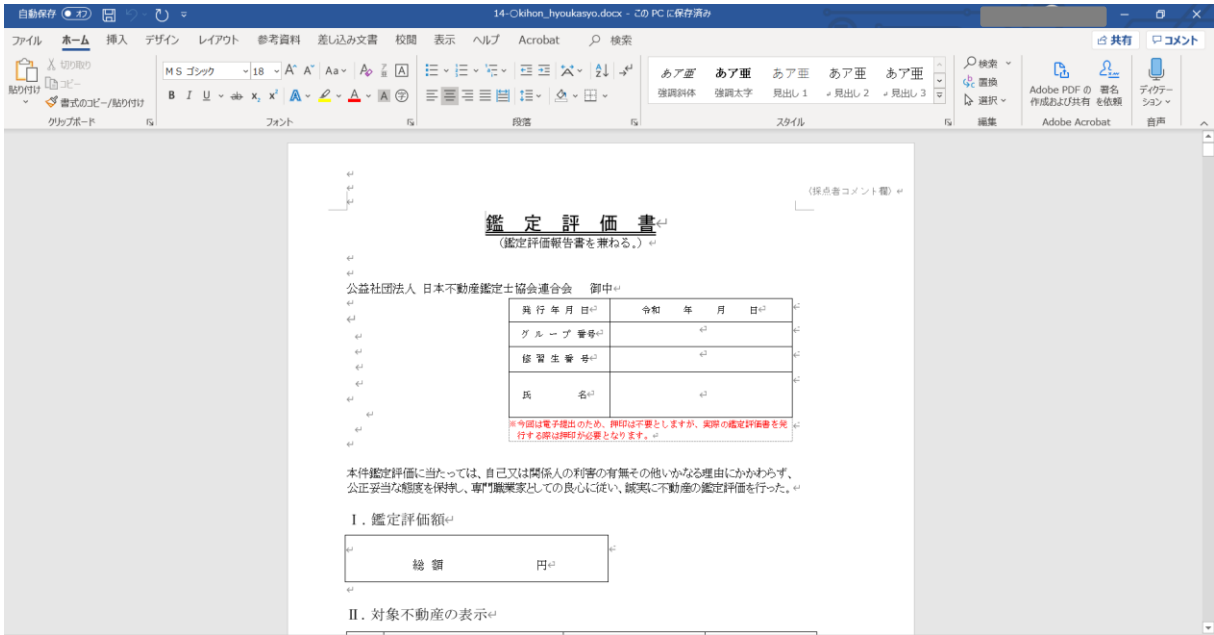 自動保存 オフ 14-〇kihon_hyoukasyo.docx - この PC に保存済み
ファイル ホーム 挿入 デザイン レイアウト 参考資料 差し込み文書 校閲 表示 ヘルプ Acrobat 検索 共有 コメント
貼り付け
切り取り
コピー
書式のコピー/貼り付け
クリップボード
ＭＳ ゴシック 18
フォント
段落
あア亜 あア亜 あア亜 あア亜 あア亜
強調斜体 強調太字 見出し 1 見出し 2 見出し 3
スタイル
検索
置換
選択
編集
Adobe PDF の
作成および共有
署名
を依頼
Adobe Acrobat
ディクテー
ション
音声
（採点者コメント欄）
鑑 定 評 価 書
（鑑定評価報告書を兼ねる。）
公益社団法人 日本不動産鑑定士協会連合会 御中
発 行 年 月 日 令和 年 月 日
グ ル ー プ 番号
修 習 生 番 号
氏 名
※今回は電子提出のため、押印は不要としますが、実際の鑑定評価書を発
行する際は押印が必要となります。
本件鑑定評価に当たっては、自己又は関係人の利害の有無その他いかなる理由にかかわらず、
公正妥当な態度を保持し、専門職業家としての良心に従い、誠実に不動産の鑑定評価を行った。
Ⅰ．鑑定評価額
総 額 円
Ⅱ．対象不動産の表示